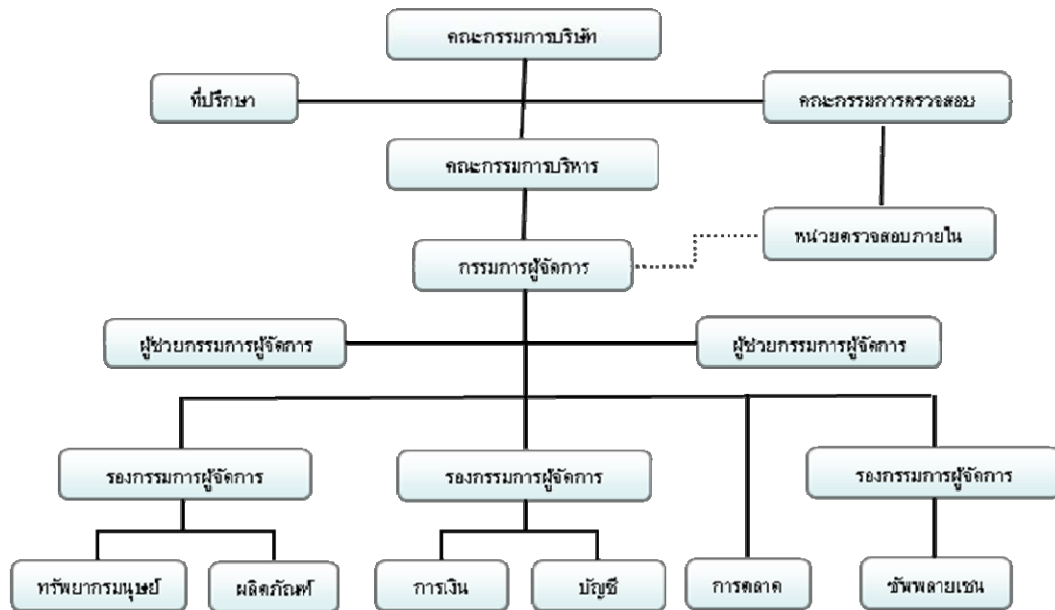 คณะกรรมการบริษัท
ที่ปรึกษา
คณะกรรมการตรวจสอบ
คณะกรรมการบริหาร
หน่วยตรวจสอบภายใน
กรรมการผู้จัดการ
ผู้ช่วยกรรมการผู้จัดการ
ผู้ช่วยกรรมการผู้จัดการ
รองกรรมการผู้จัดการ
รองกรรมการผู้จัดการ
รองกรรมการผู้จัดการ
ทรัพยากรมนุษย์
ผลิตภัณฑ์
การเงิน
บัญชี
การตลาด
ซัพพลายเชน